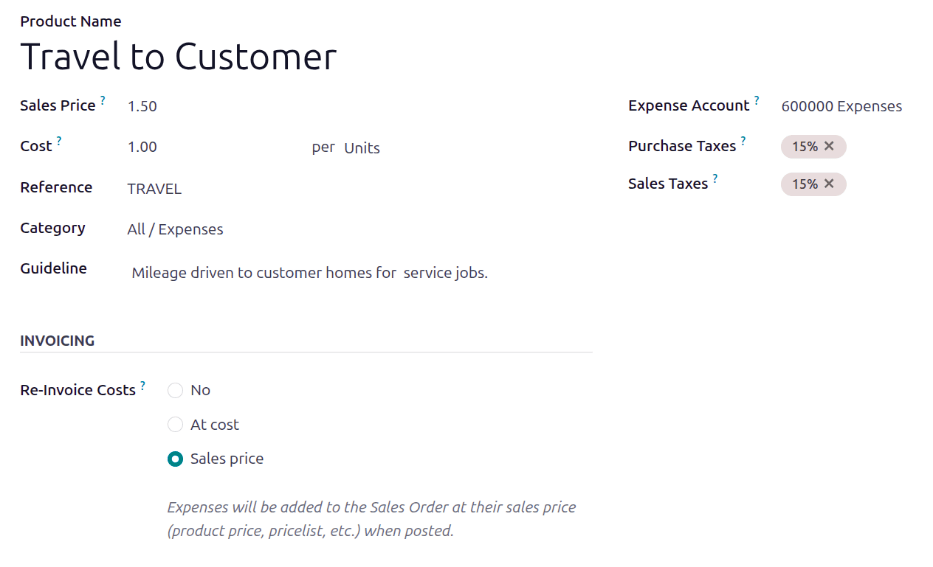 Product Name
Travel to Customer
Sales Price ? 1.50
Expense Account ? 600000 Expenses
Cost ? 1.00 per Units
Purchase Taxes ? 15% ✕
Reference TRAVEL
Sales Taxes ? 15% ✕
Category All / Expenses
Guideline Mileage driven to customer homes for service jobs.
INVOICING
Re-Invoice Costs ? No
At cost
Sales price
Expenses will be added to the Sales Order at their sales price
(product price, pricelist, etc.) when posted.